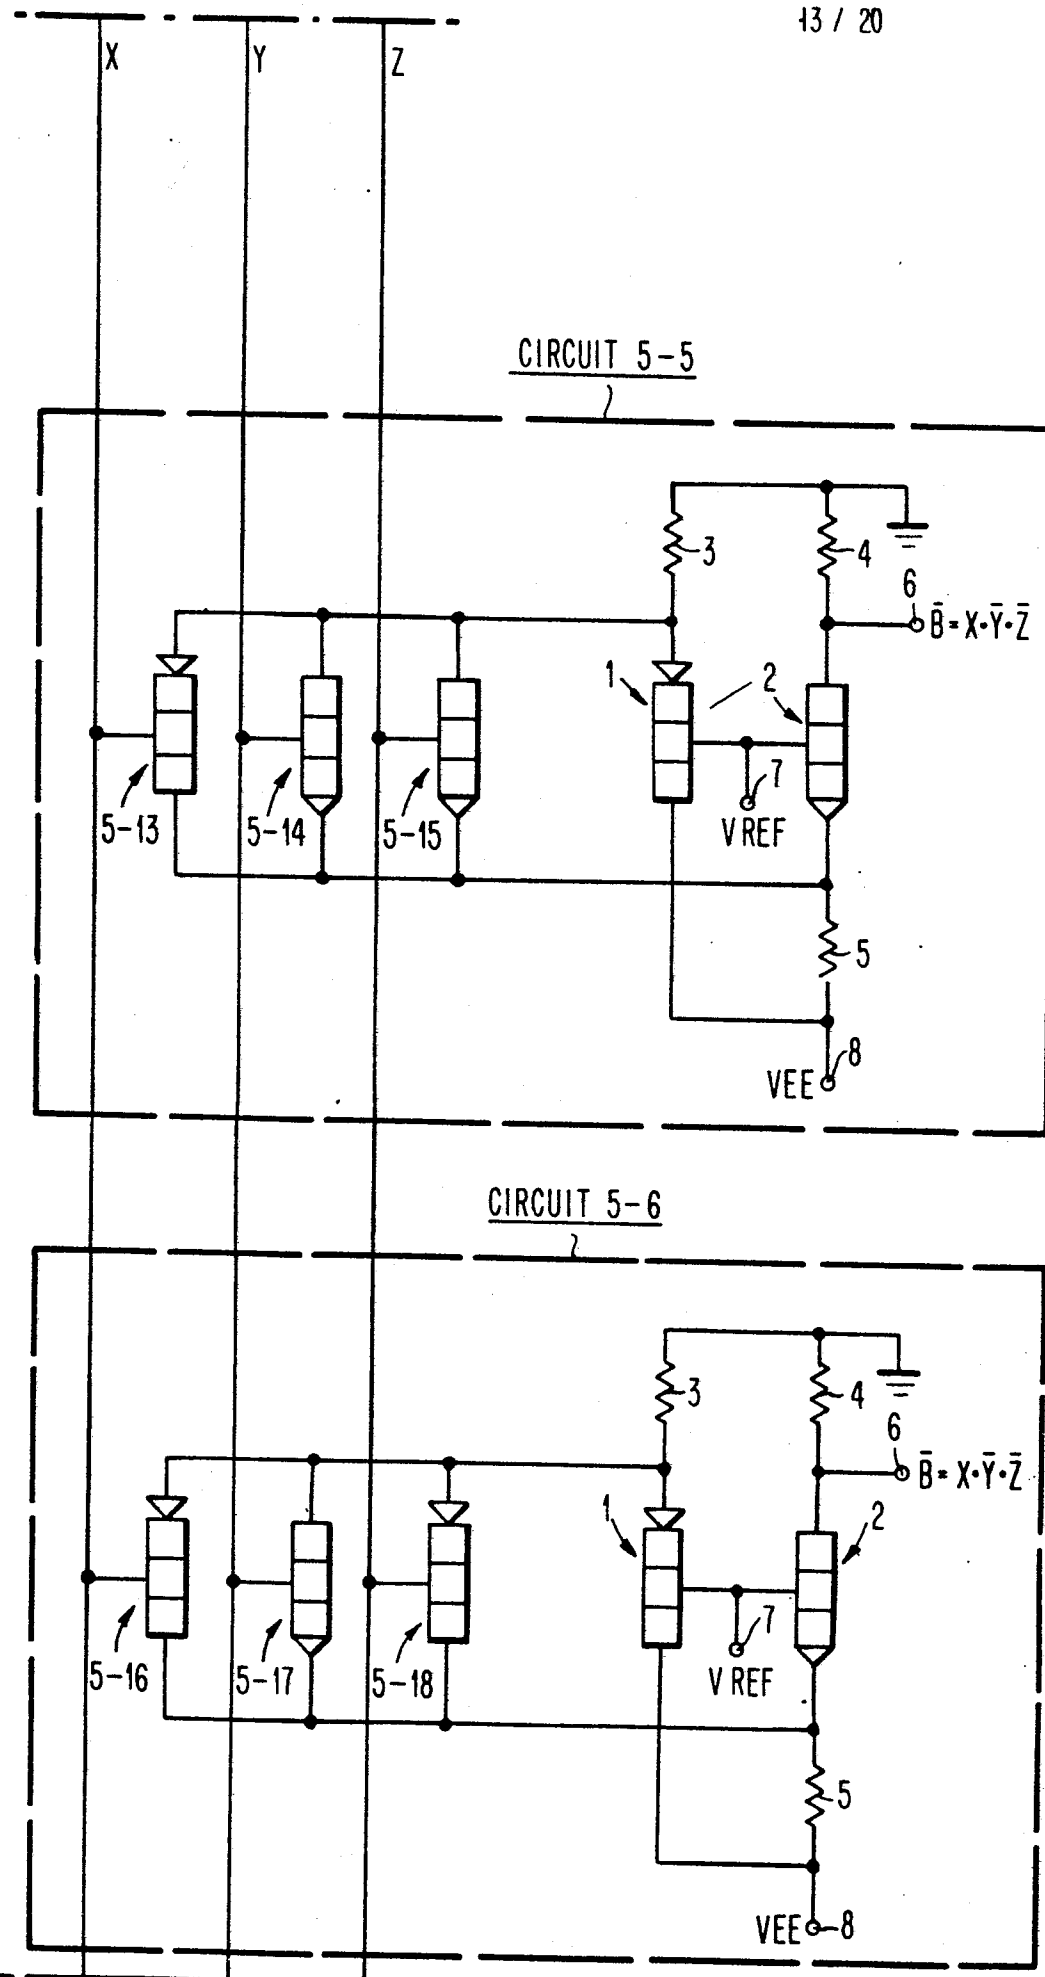 13 / 20
X Y Z
CIRCUIT 5-5
3 4
6
B̄ = X·Ȳ·Z̄
1 2
7
5-13 5-14 5-15 V REF
5
8
VEE
CIRCUIT 5-6
3 4
6
B̄ = X·Ȳ·Z̄
1 2
7
5-16 5-17 5-18 V REF
5
VEE 8